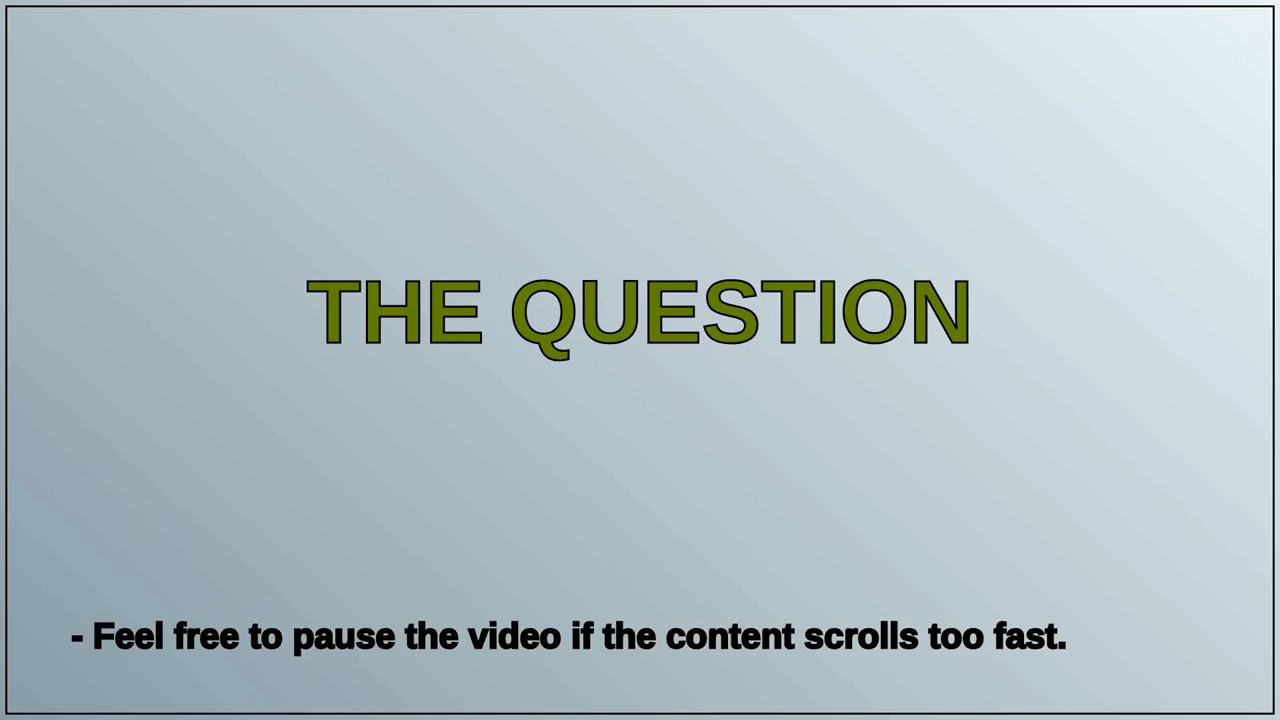 THE QUESTION
- Feel free to pause the video if the content scrolls too fast.